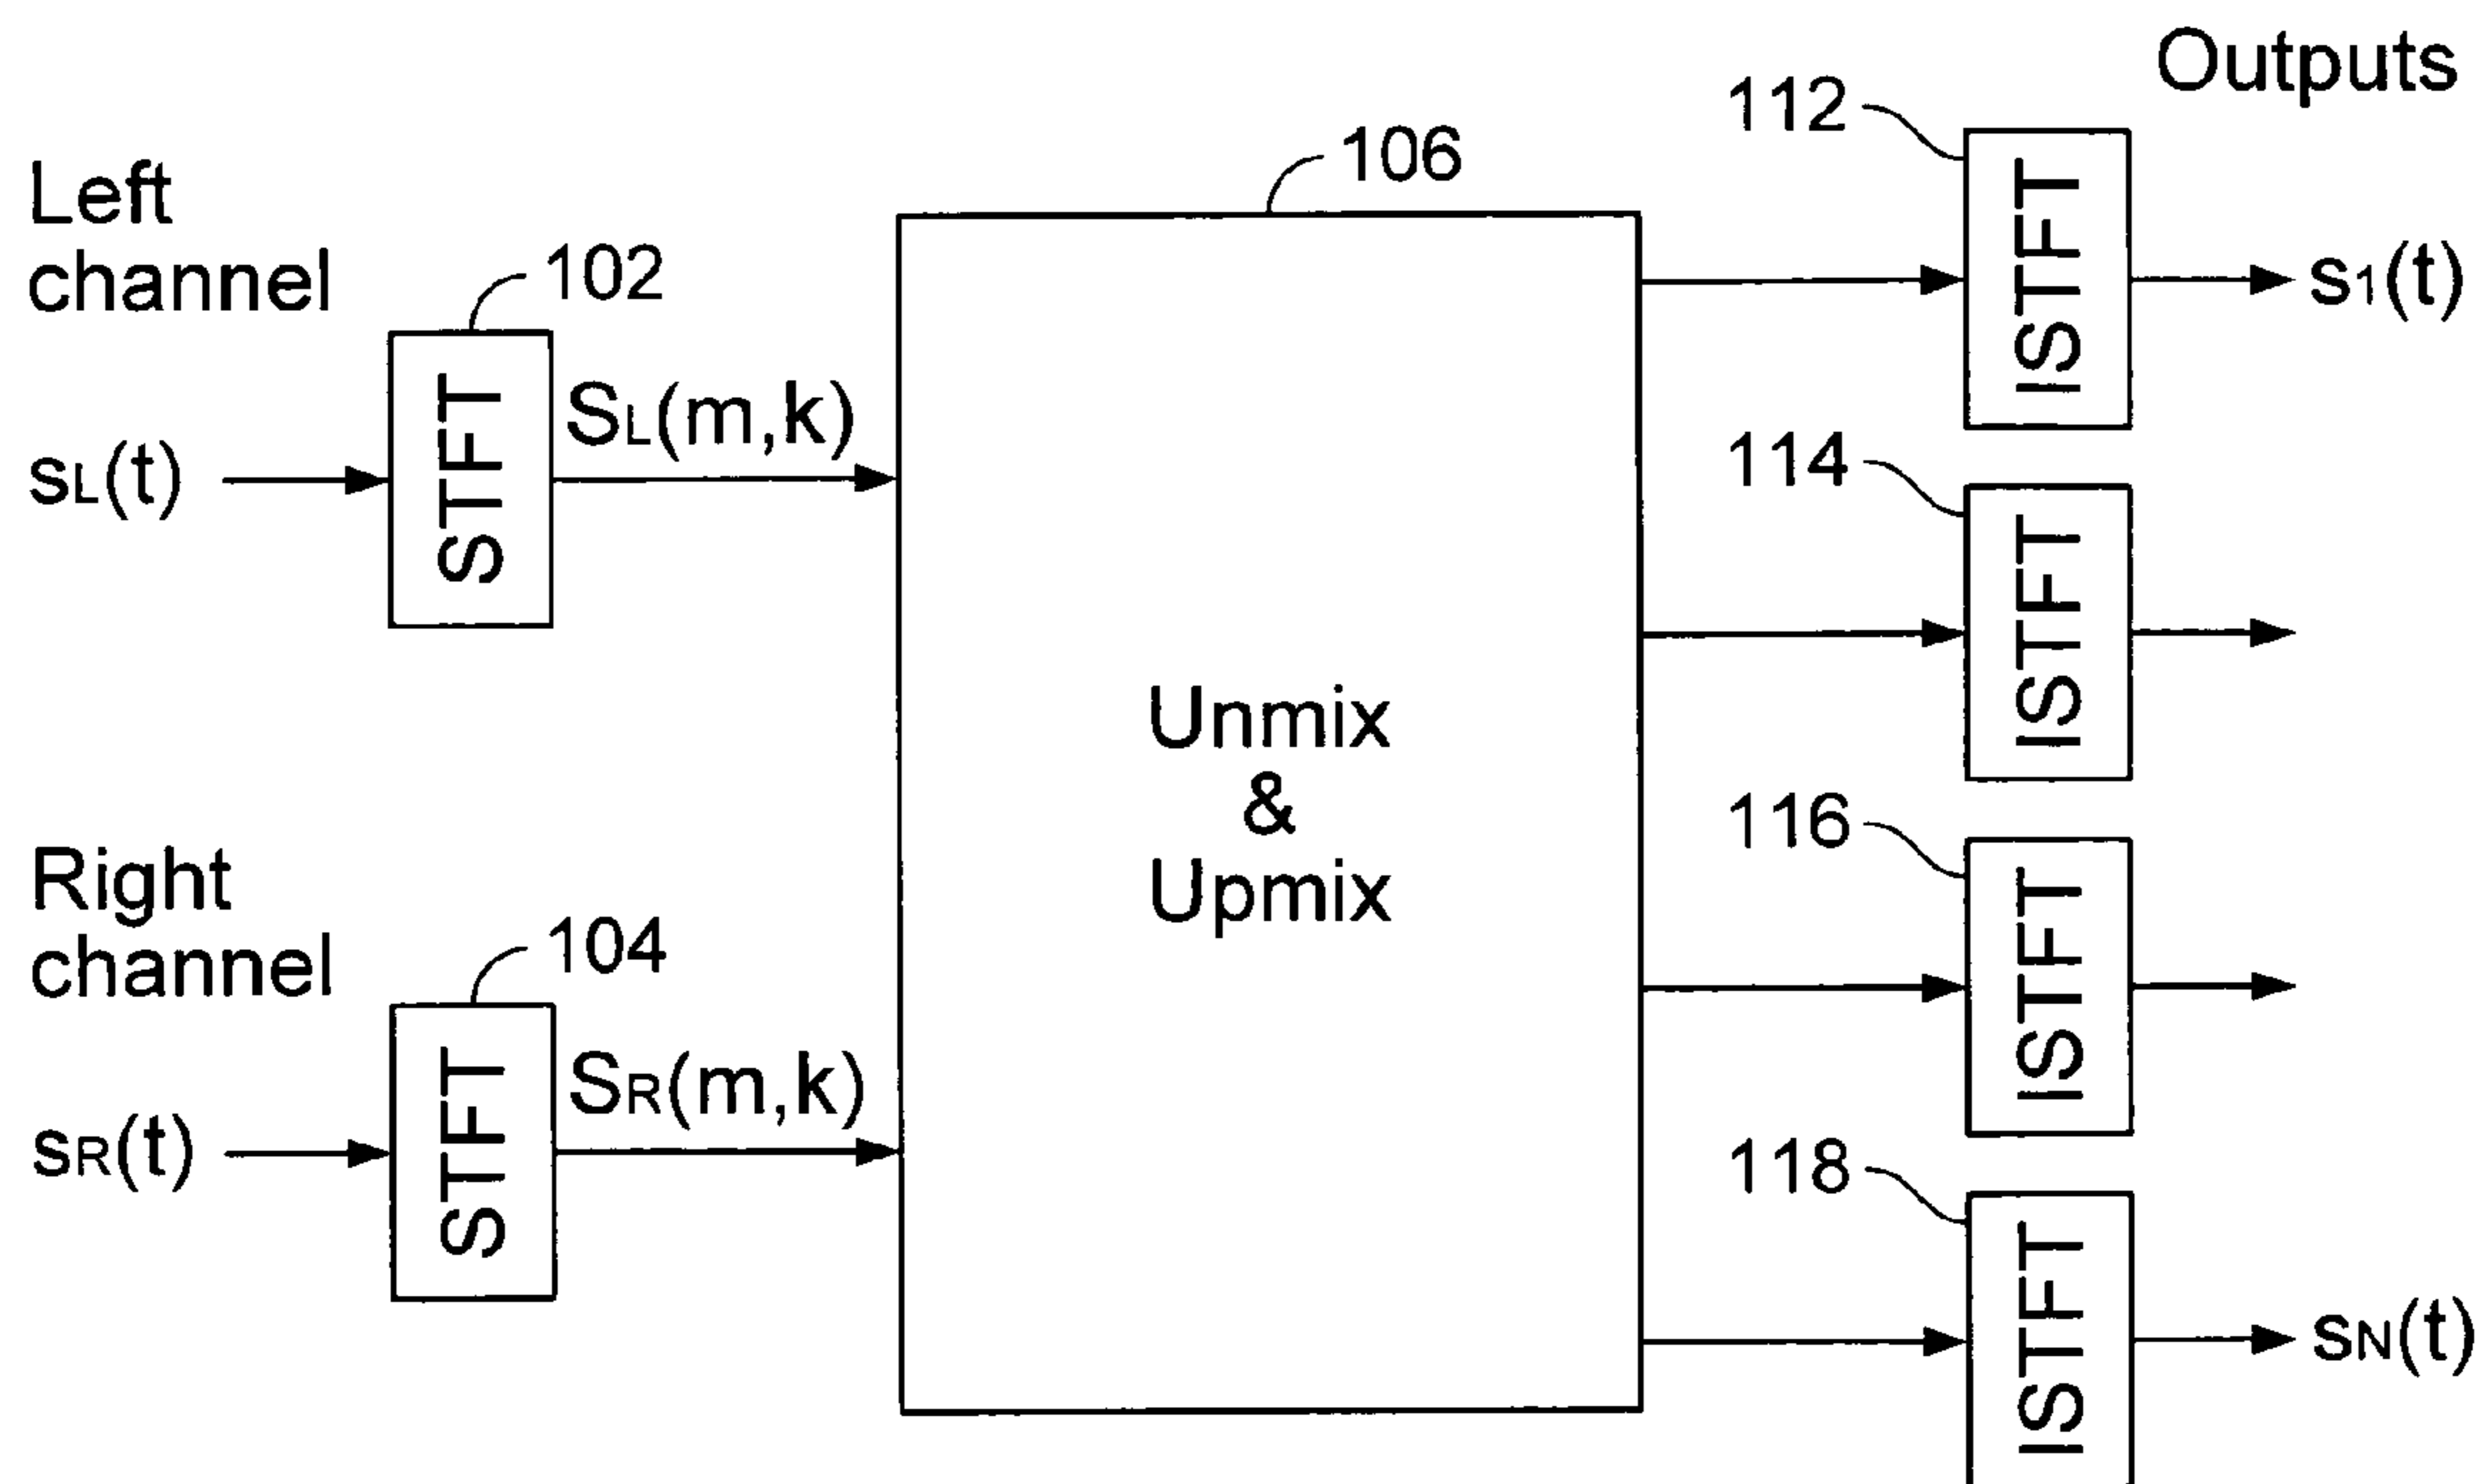 Outputs
112
106
Left
channel
102
ISTFT
s1(t)
STFT
SL(m,k)
sL(t)
114
ISTFT
Unmix
&
Upmix
116
Right
channel
104
ISTFT
STFT
SR(m,k)
sR(t)
118
ISTFT
sN(t)